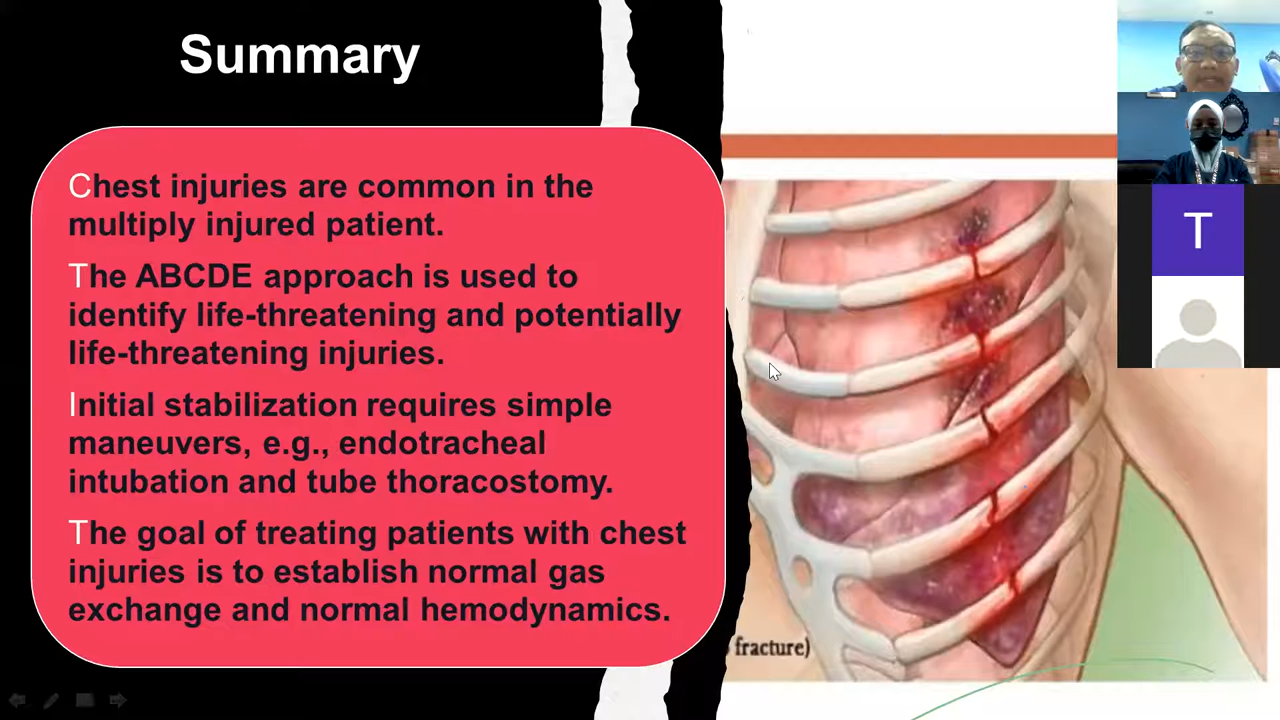 Summary
Chest injuries are common in the
multiply injured patient.
The ABCDE approach is used to
identify life-threatening and potentially
life-threatening injuries.
Initial stabilization requires simple
maneuvers, e.g., endotracheal
intubation and tube thoracostomy.
The goal of treating patients with chest
injuries is to establish normal gas
exchange and normal hemodynamics.
fracture)
T